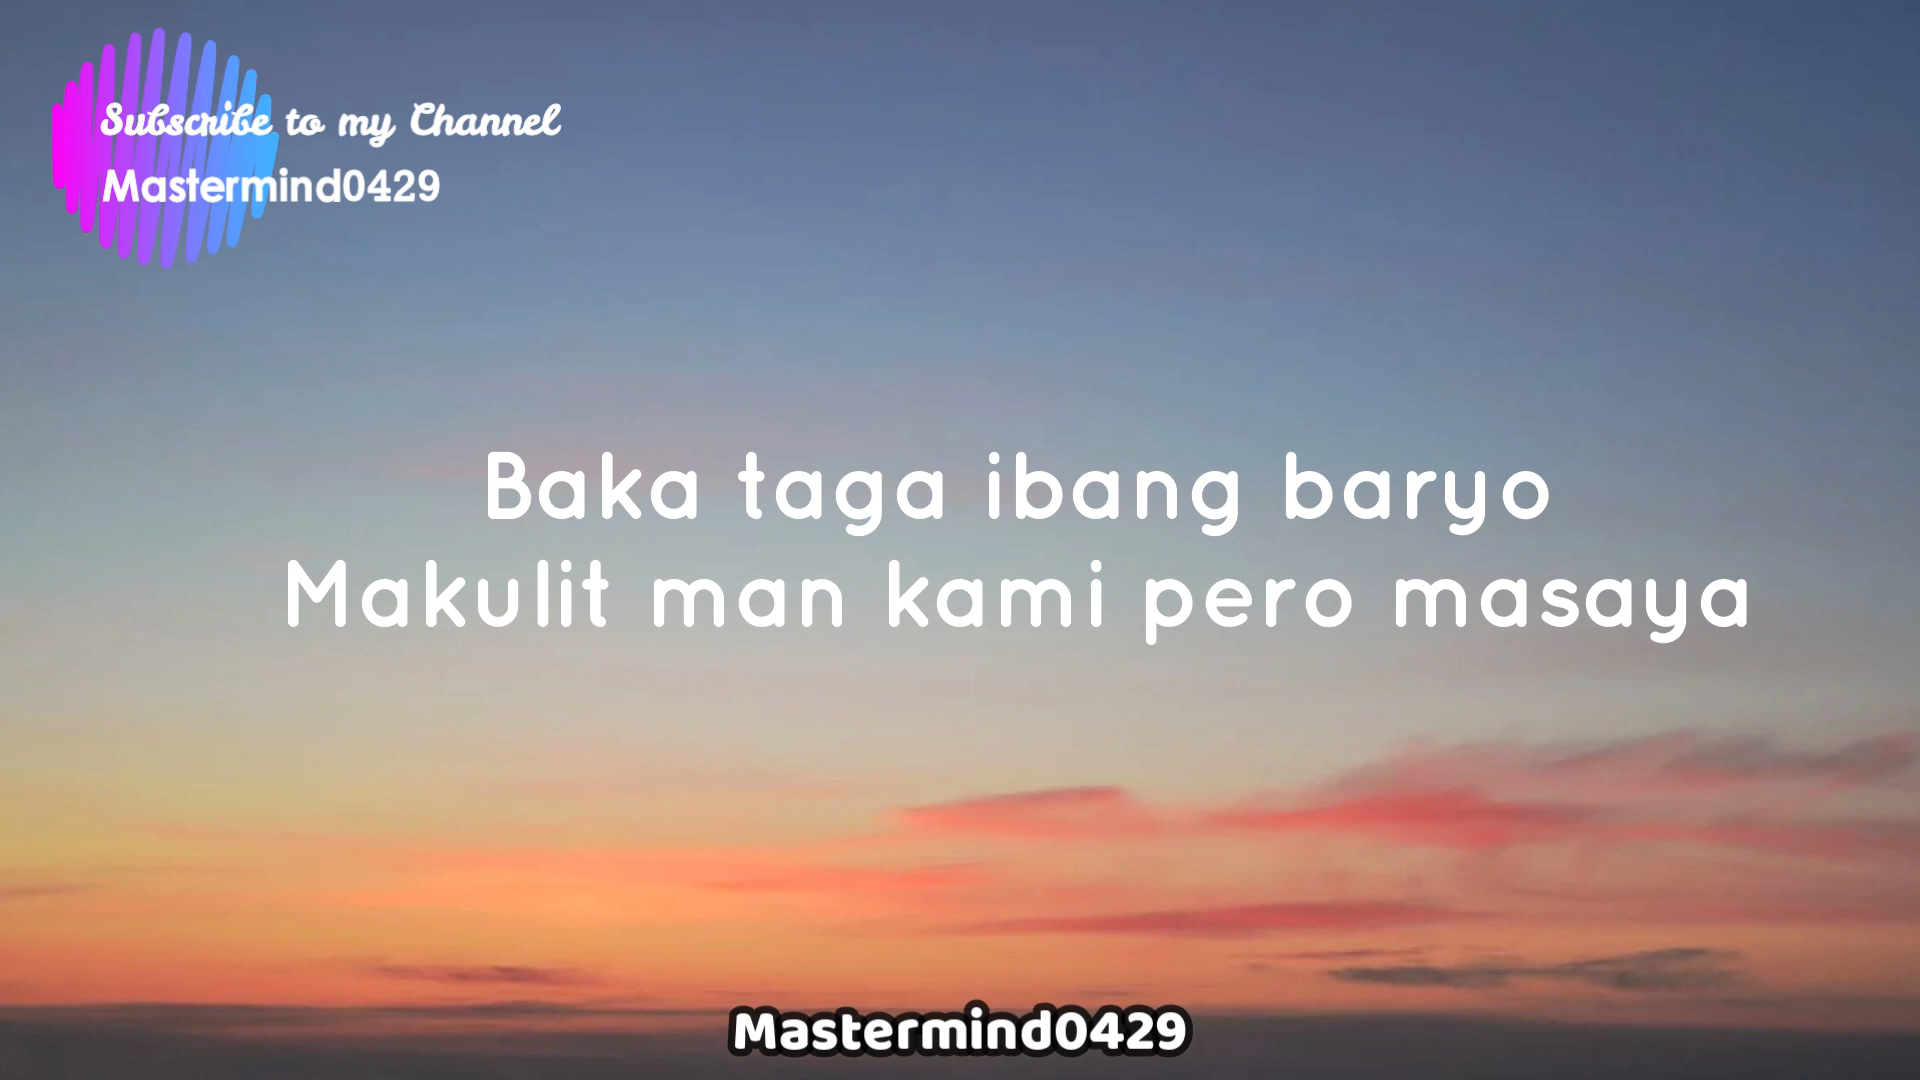 Subscribe to my Channel
Mastermind0429
Baka taga ibang baryo
Makulit man kami pero masaya
Mastermind0429